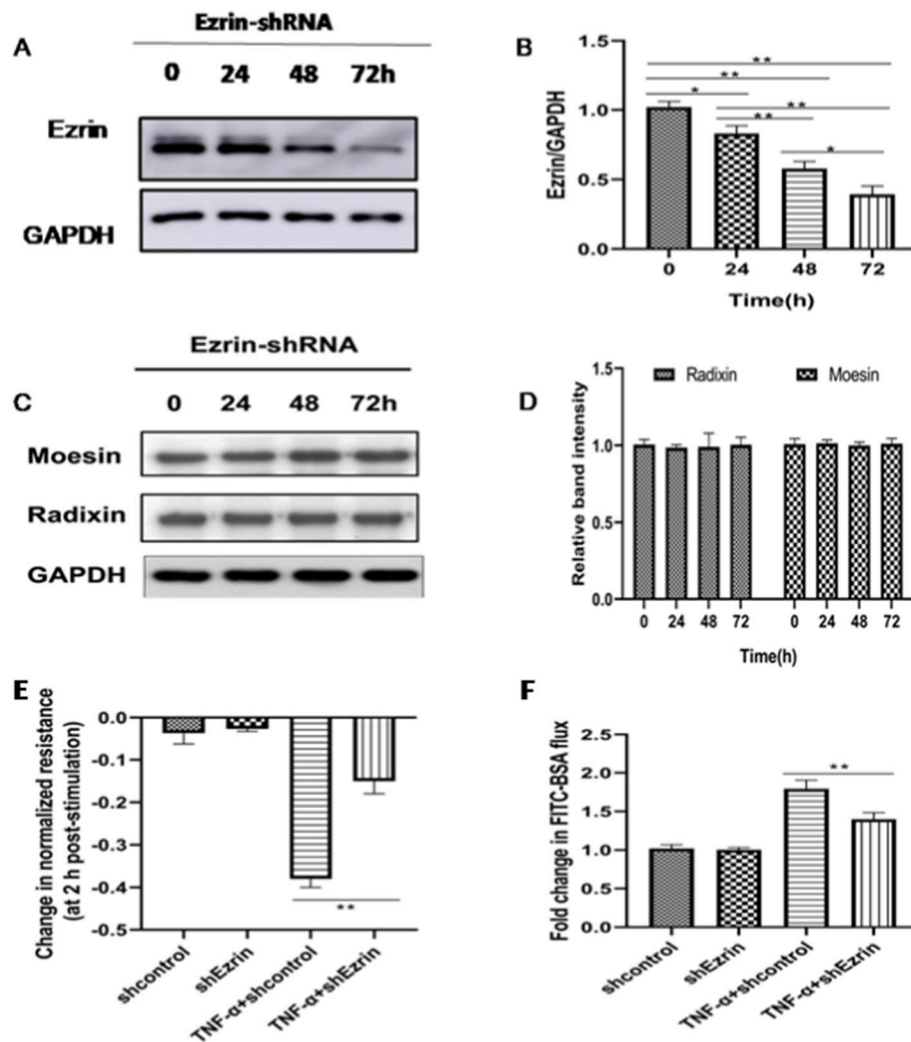 A
Ezrin-shRNA
0 24 48 72h
Ezrin
GAPDH
B
Ezrin/GAPDH
1.5
1.0
0.5
0.0
** 
**
*
**
**
*
0 24 48 72
Time(h)
C
Ezrin-shRNA
0 24 48 72h
Moesin
Radixin
GAPDH
D
Relative band intensity
1.5
1.0
0.5
0.0
Radixin Moesin
0 24 48 72 0 24 48 72
Time(h)
E
Change in normalized resistance
(at 2 h post-stimulation)
0.0
-0.1
-0.2
-0.3
-0.4
-0.5
**
shcontrol
shEzrin
TNF-α+shcontrol
TNF-α+shEzrin
F
Fold change in FITC-BSA flux
2.5
2.0
1.5
1.0
0.5
0.0
**
shcontrol
shEzrin
TNF-α+shcontrol
TNF-α+shEzrin